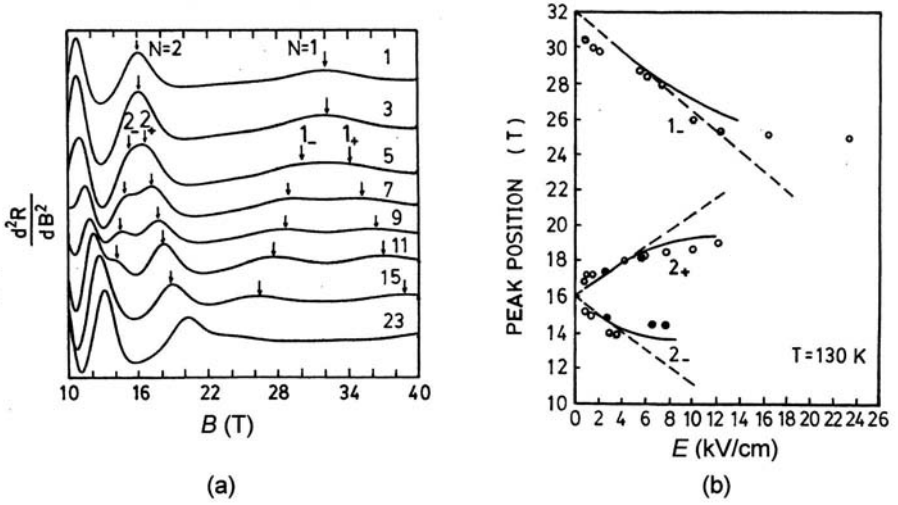 N=2
N=1
1
3
2₋ 2₊
1₋
1₊
5
7
9
11
15
23
d²R
dB²
10 16 22 28 34 40
B (T)
(a)
PEAK POSITION (T)
32
30
28
26
24
22
20
18
16
14
12
10
1₋
2₊
2₋
T=130 K
0 2 4 6 8 10 12 14 16 18 20 22 24 26
E (kV/cm)
(b)